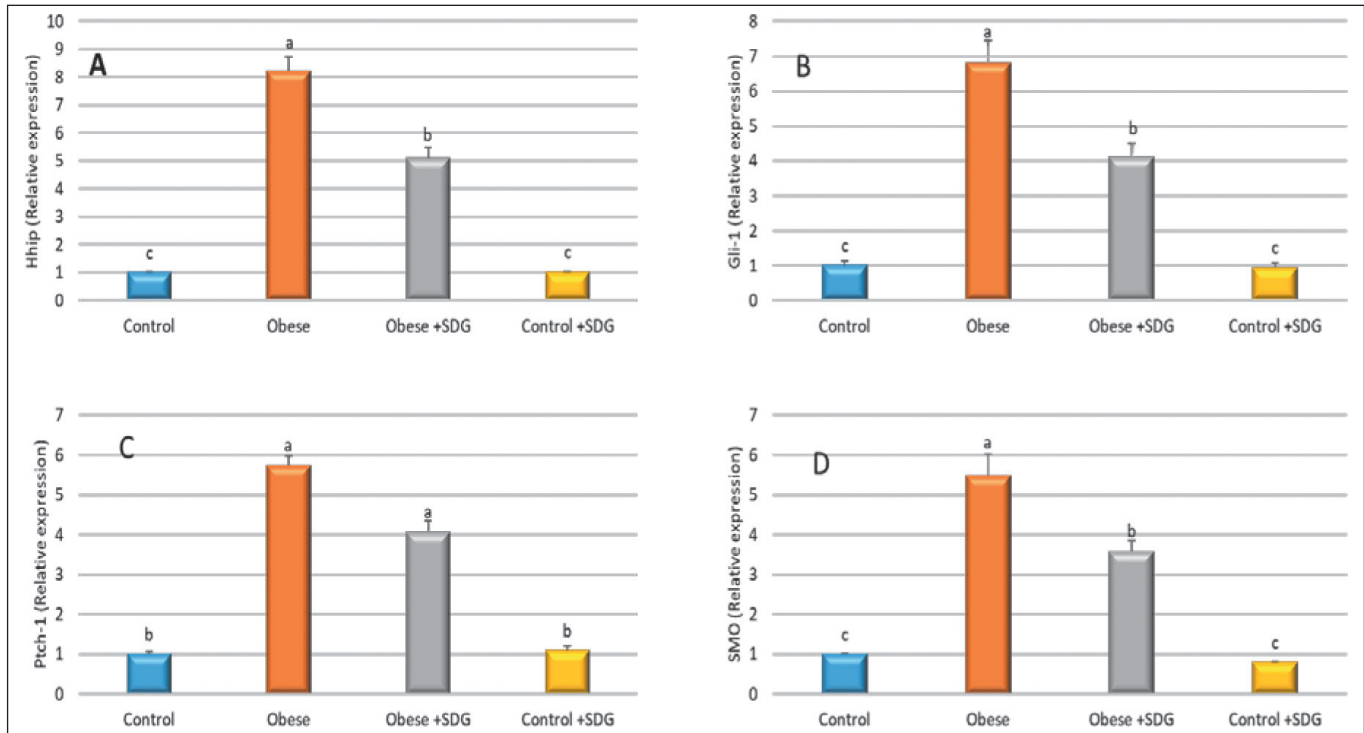 A
Hhip (Relative expression)
10
9
8
7
6
5
4
3
2
1
0
c
a
b
c
Control
Obese
Obese +SDG
Control +SDG
B
Gli-1 (Relative expression)
8
7
6
5
4
3
2
1
0
c
a
b
c
Control
Obese
Obese +SDG
Control +SDG
C
Ptch-1 (Relative expression)
7
6
5
4
3
2
1
0
b
a
a
b
Control
Obese
Obese +SDG
Control +SDG
D
SMO (Relative expression)
7
6
5
4
3
2
1
0
c
a
b
c
Control
Obese
Obese +SDG
Control +SDG